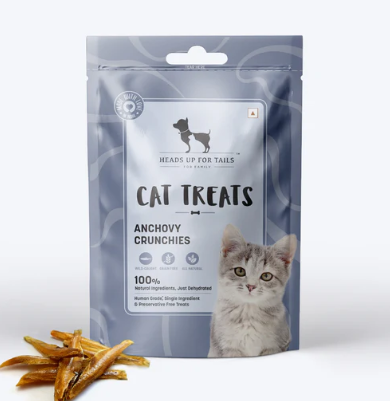 HEADS UP FOR TAILS
CAT TREATS
ANCHOVY
CRUNCHIES
100%
Natural Ingredients, Just Dehydrated
Human Grade, Single Ingredient
& Preservative Free Treats